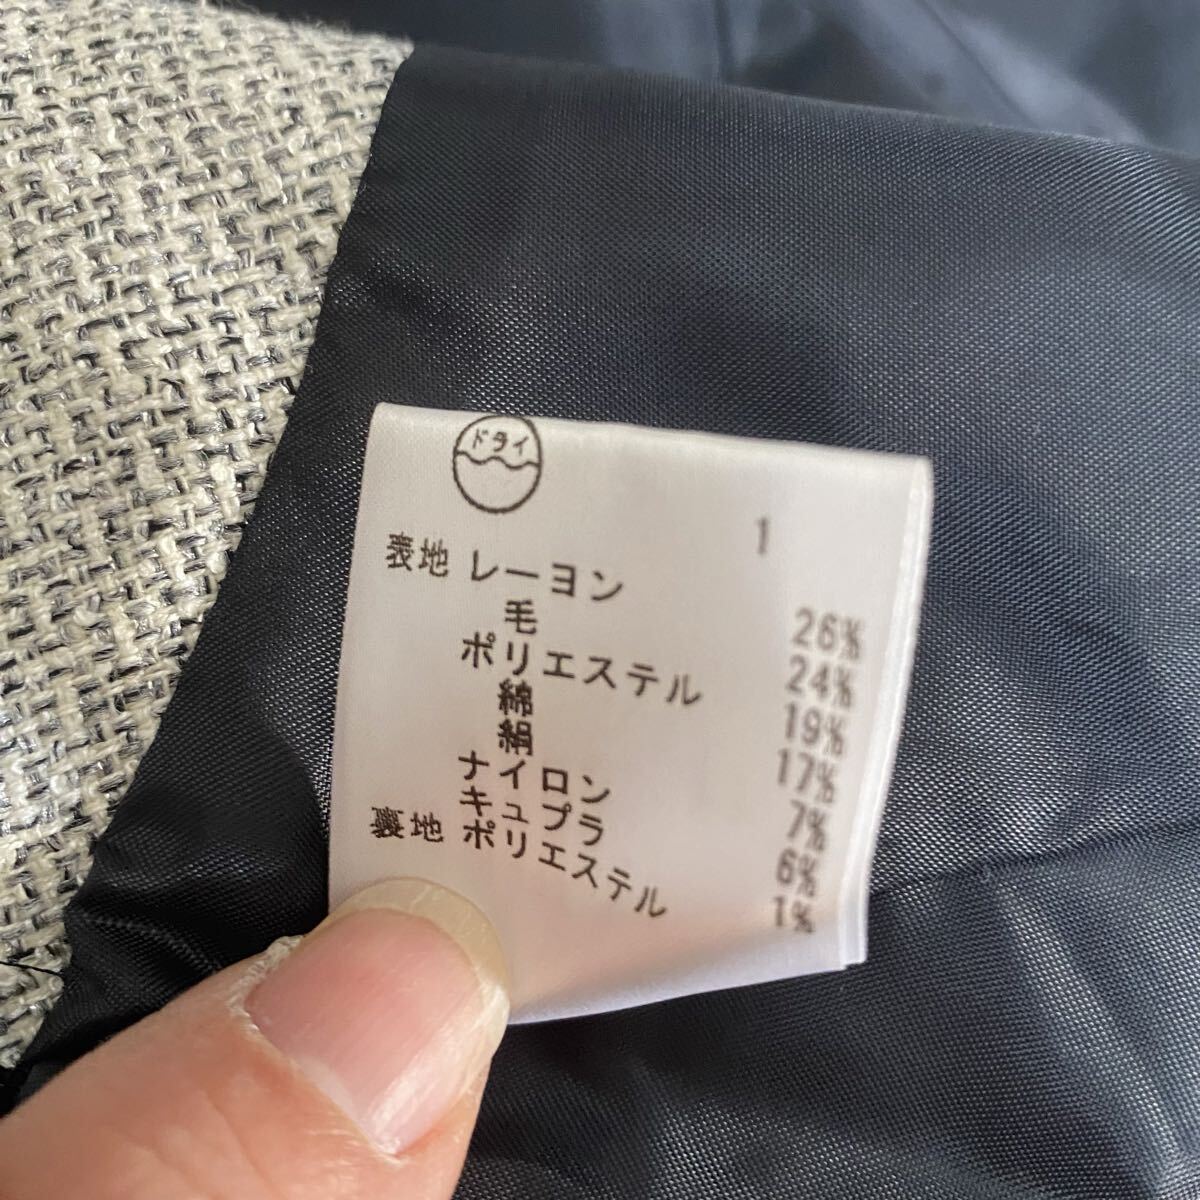 ドライ
1
表地 レーヨン 26%
毛 24%
ポリエステル 19%
綿 17%
絹 7%
ナイロン 6%
キュプラ 1%
裏地 ポリエステル